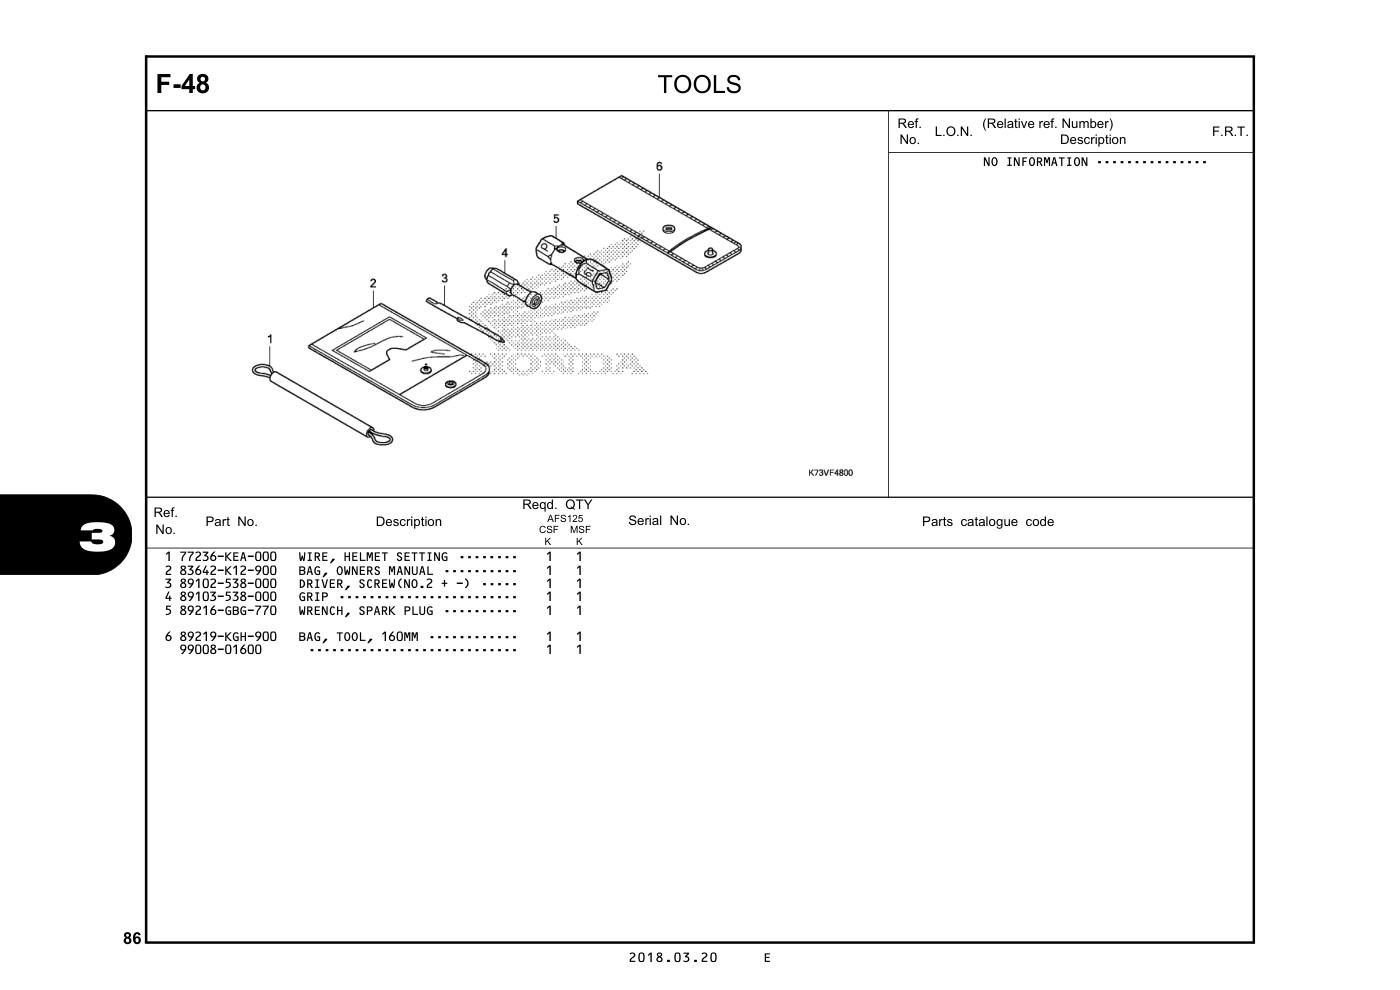 F-48 TOOLS
Ref. No. L.O.N. (Relative ref. Number) Description F.R.T.
NO INFORMATION ---------------
1
2
3
4
5
6
P
HONDA
K73VF4800
3
Reqd. QTY
Ref. No. Part No. Description AFS125 Serial No. Parts catalogue code
CSF MSF
K K
1 77236-KEA-000 WIRE, HELMET SETTING -------- 1 1
2 83642-K12-900 BAG, OWNERS MANUAL ---------- 1 1
3 89102-538-000 DRIVER, SCREW(NO.2 + -) ----- 1 1
4 89103-538-000 GRIP ------------------------ 1 1
5 89216-GBG-770 WRENCH, SPARK PLUG ---------- 1 1
6 89219-KGH-900 BAG, TOOL, 160MM ------------ 1 1
99008-01600 ---------------------------- 1 1
86
2018.03.20 E